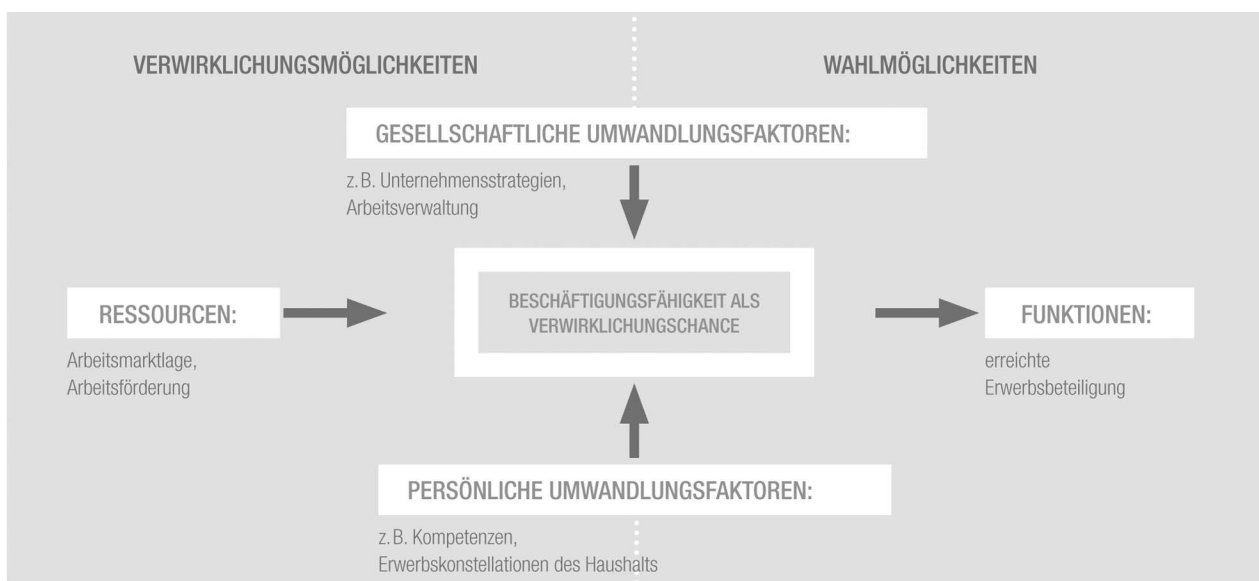 VERWIRKLICHUNGSMÖGLICHKEITEN
WAHLMÖGLICHKEITEN
GESELLSCHAFTLICHE UMWANDLUNGSFAKTOREN:
z.B. Unternehmensstrategien,
Arbeitsverwaltung
RESSOURCEN:
Arbeitsmarktlage,
Arbeitsförderung
BESCHÄFTIGUNGSFÄHIGKEIT ALS
VERWIRKLICHUNGSCHANCE
FUNKTIONEN:
erreichte
Erwerbsbeteiligung
PERSÖNLICHE UMWANDLUNGSFAKTOREN:
z.B. Kompetenzen,
Erwerbskonstellationen des Haushalts